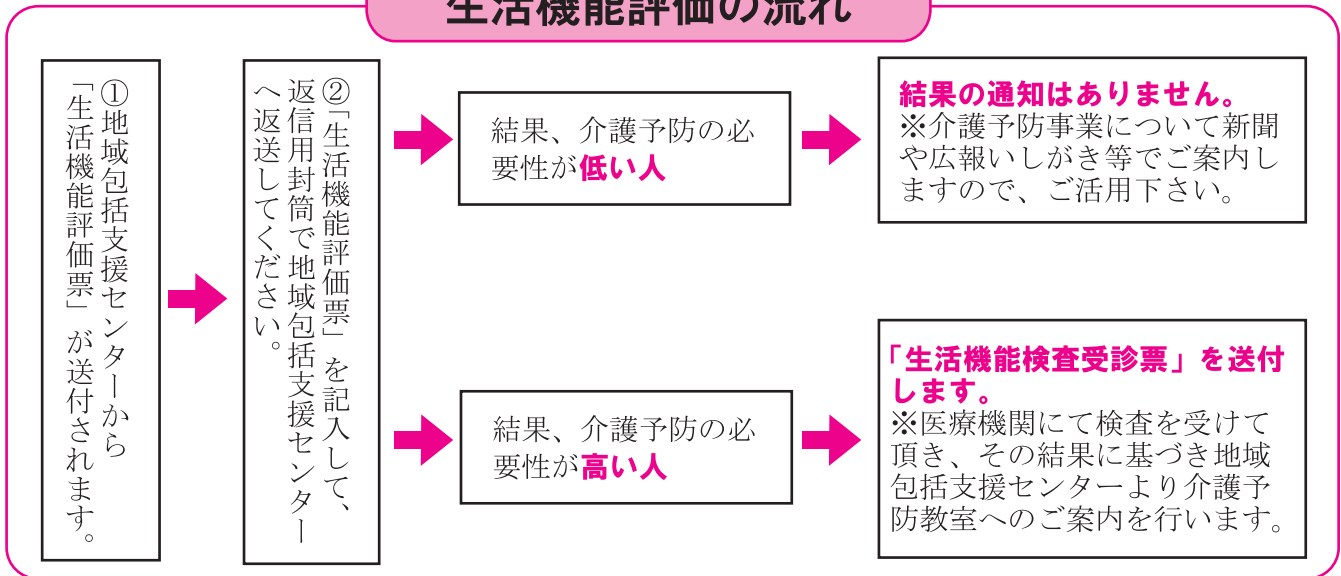 生活機能評価の流れ
①地域包括支援センターから
「生活機能評価票」が送付されます。
②「生活機能評価票」を記入して、
返信用封筒で地域包括支援センター
へ返送してください。
結果、介護予防の必
要性が低い人
結果の通知はありません。
※介護予防事業について新聞
や広報いしがき等でご案内し
ますので、ご活用下さい。
結果、介護予防の必
要性が高い人
「生活機能検査受診票」を送付
します。
※医療機関にて検査を受けて
頂き、その結果に基づき地域
包括支援センターより介護予
防教室へのご案内を行います。